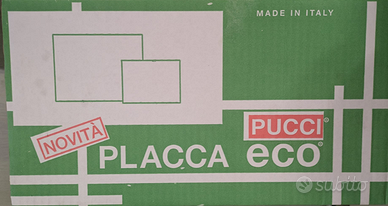 MADE IN ITALY
NOVITÀ
PUCCI®
PLACCA eco®
subito